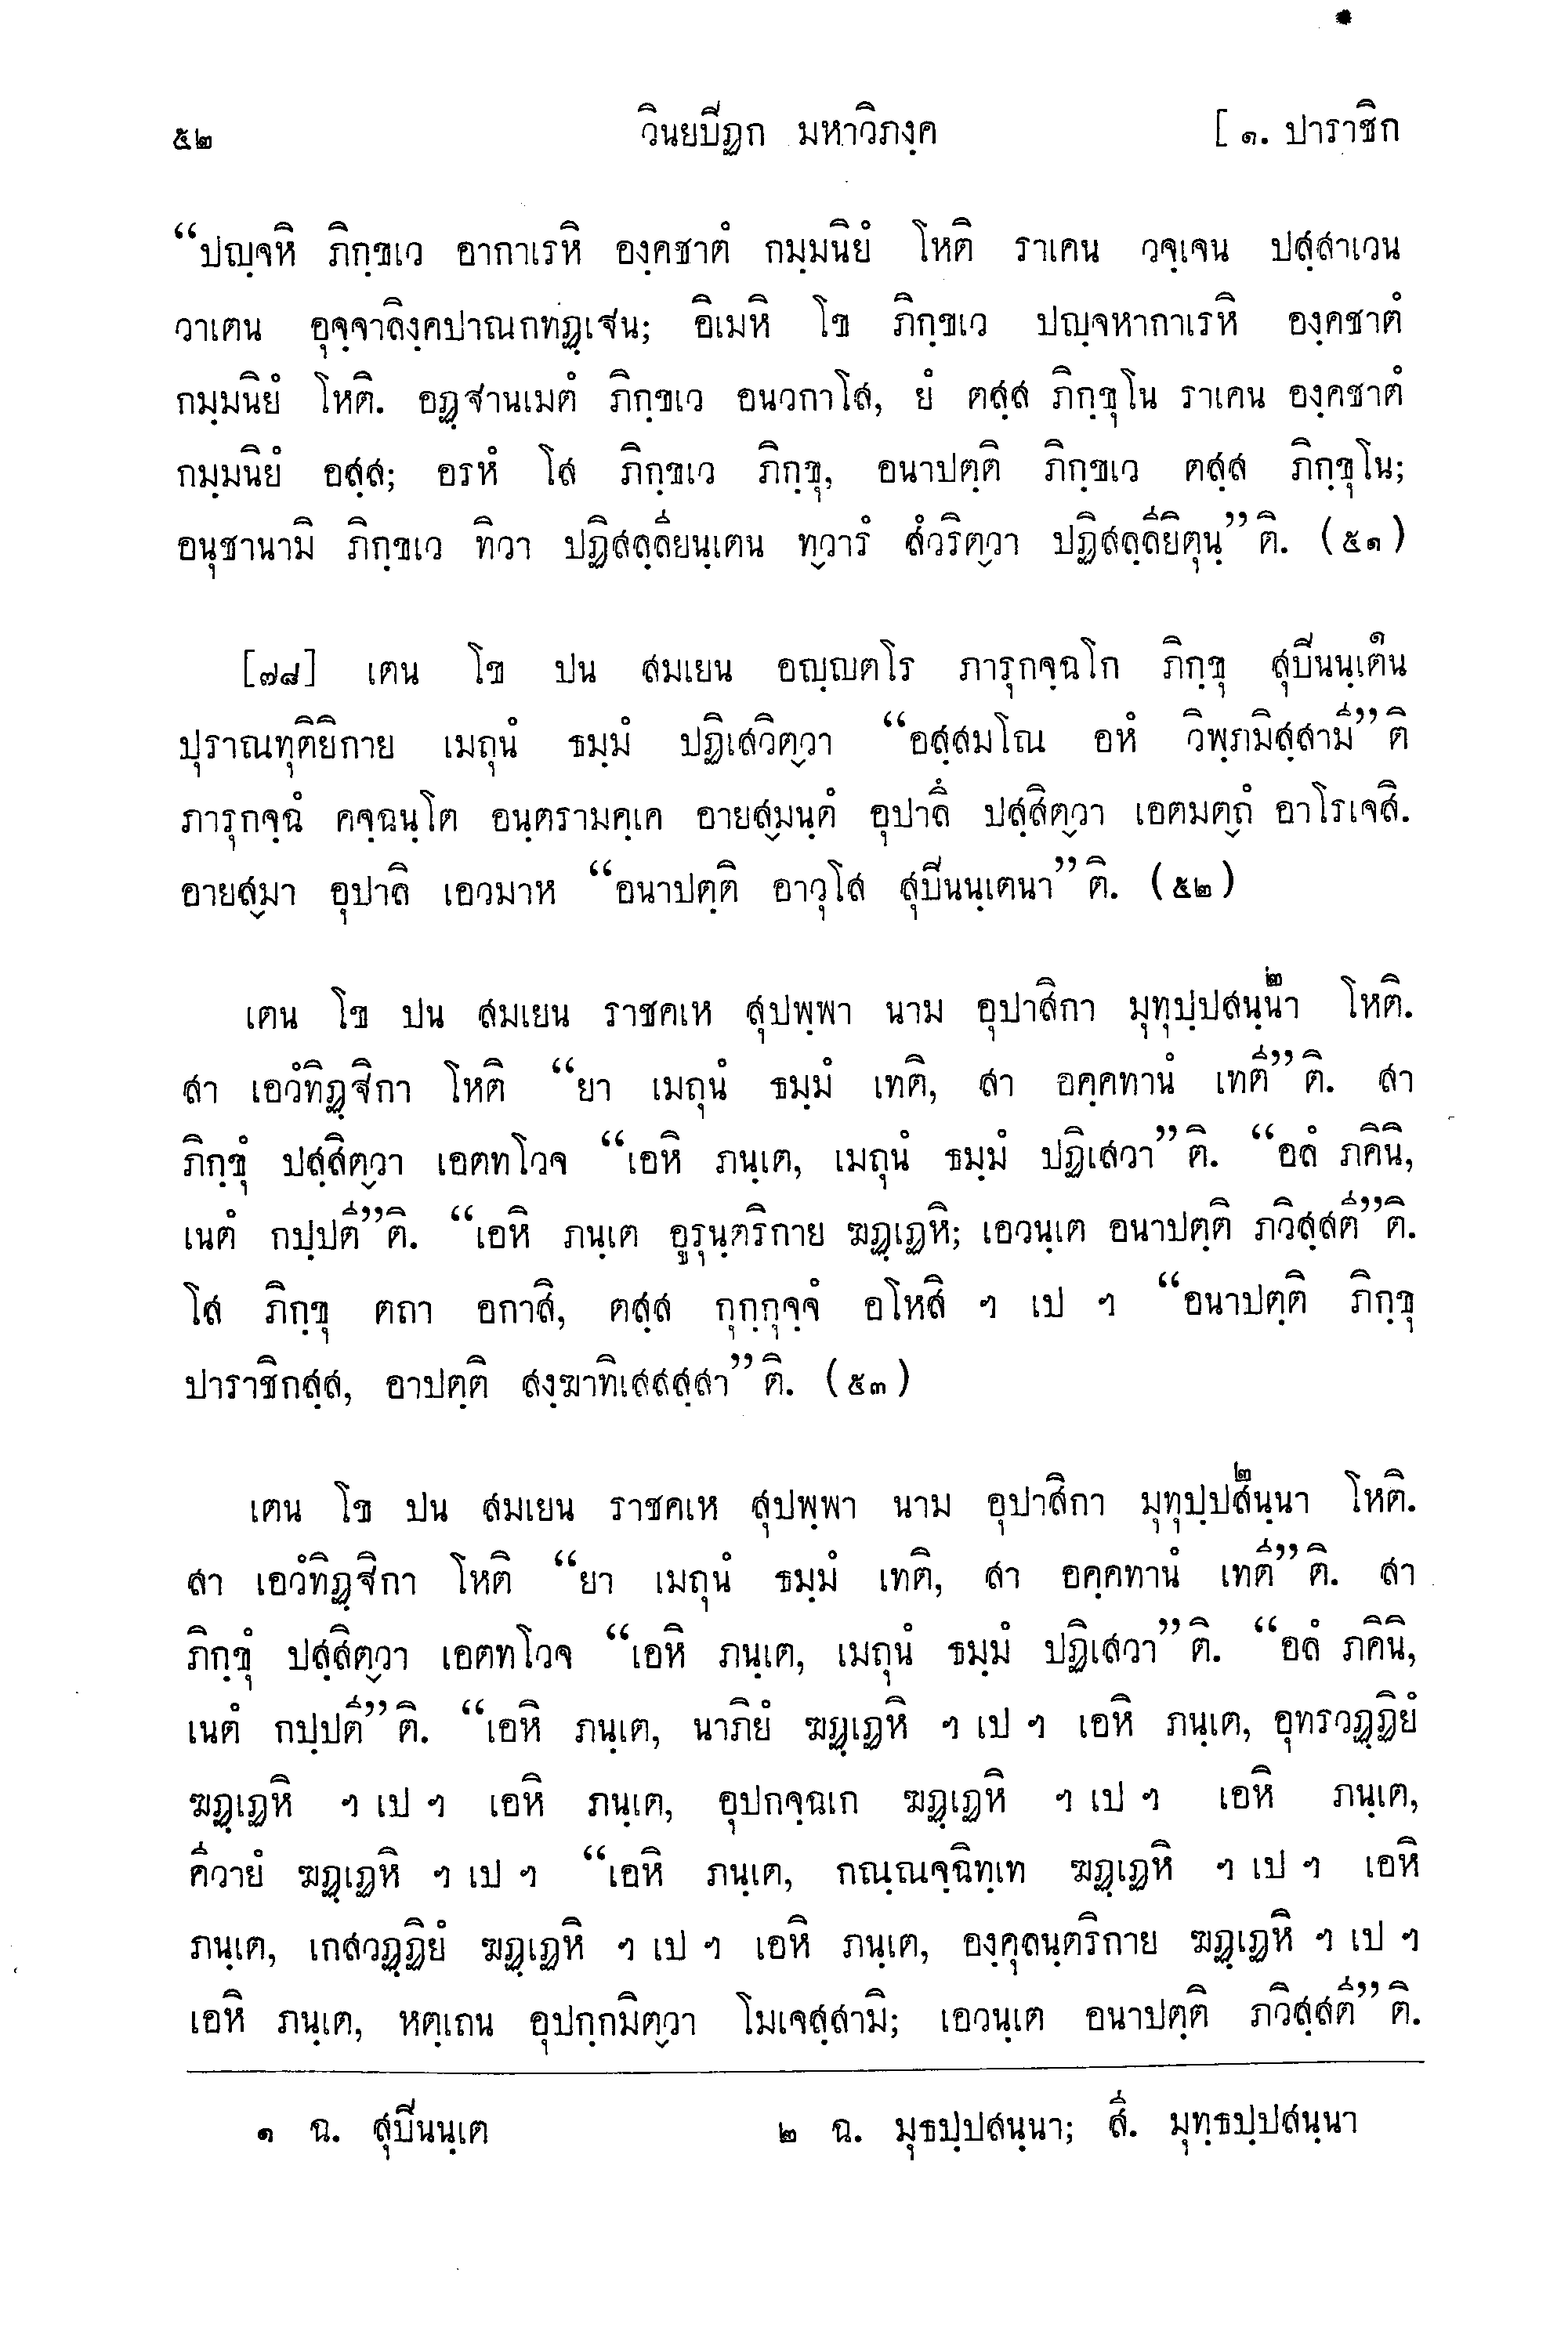 ๕๒ วินยปีฏก มหาวิภงฺค [ ๑. ปาราชิก
“ปญฺจหิ ภิกฺขเว อากาเรหิ องฺคชาตํ กมฺมนิยํ โหติ ราเคน วจฺเจน ปสฺสาเวน
วาเตน อุจฺจาลิงฺคปาณกทฏฺเฐน; อิเมหิ โข ภิกฺขเว ปญฺจหากาเรหิ องฺคชาตํ
กมฺมนิยํ โหติ. อฏฺฐานเมตํ ภิกฺขเว อนวกาโส, ยํ ตสฺส ภิกฺขุโน ราเคน องฺคชาตํ
กมฺมนิยํ อสฺส; อรหํ โส ภิกฺขเว ภิกฺขุ, อนาปตฺติ ภิกฺขเว ตสฺส ภิกฺขุโน;
อนุชานามิ ภิกฺขเว ทิวา ปฏิสลฺลียนฺเตน ทฺวารํ สํวริตฺวา ปฏิสลฺลียิตุนฺ” ติ. (๕๑)
[๗๘] เตน โข ปน สมเยน อญฺญตโร ภารุกจฺฉโก ภิกฺขุ สุปีนนฺเตน๑
ปุราณทุติยิกาย เมถุนํ ธมฺมํ ปฏิเสวิตฺวา “อสฺสมโณ อหํ วิพฺภมิสฺสามี” ติ
ภารุกจฺฉํ คจฺฉนฺโต อนฺตรามคฺเค อายสฺมนฺตํ อุปาลึ ปสฺสิตฺวา เอตมตฺถํ อาโรเจสิ.
อายสฺมา อุปาลิ เอวมาห “อนาปตฺติ อาวุโส สุปีนนฺเตนา” ติ. (๕๒)
เตน โข ปน สมเยน ราชคเห สุปพฺพา นาม อุปาสิกา มุทุปฺปสนฺนา๒ โหติ.
สา เอวํทิฏฺฐิกา โหติ “ยา เมถุนํ ธมฺมํ เทติ, สา อคฺคทานํ เทตี” ติ. สา
ภิกฺขุํ ปสฺสิตฺวา เอตทโวจ “เอหิ ภนฺเต, เมถุนํ ธมฺมํ ปฏิเสวา” ติ. “อลํ ภคินิ,
เนตํ กปฺปตี” ติ. “เอหิ ภนฺเต อูรุนฺตริกาย ฆฏฺเฏหิ; เอวนฺเต อนาปตฺติ ภวิสฺสตี” ติ.
โส ภิกฺขุ ตถา อกาสิ, ตสฺส กุกฺกุจฺจํ อโหสิ ฯ เป ฯ “อนาปตฺติ ภิกฺขุ
ปาราชิกสฺส, อาปตฺติ สงฺฆาทิเสสสฺสา” ติ. (๕๓)
เตน โข ปน สมเยน ราชคเห สุปพฺพา นาม อุปาสิกา มุทุปฺปสนฺนา๒ โหติ.
สา เอวํทิฏฺฐิกา โหติ “ยา เมถุนํ ธมฺมํ เทติ, สา อคฺคทานํ เทตี” ติ. สา
ภิกฺขุํ ปสฺสิตฺวา เอตทโวจ “เอหิ ภนฺเต, เมถุนํ ธมฺมํ ปฏิเสวา” ติ. “อลํ ภคินิ,
เนตํ กปฺปตี” ติ. “เอหิ ภนฺเต, นาภิยํ ฆฏฺเฏหิ ฯ เป ฯ เอหิ ภนฺเต, อุทรวฏฺฏิยํ
ฆฏฺเฏหิ ฯ เป ฯ เอหิ ภนฺเต, อุปกจฺฉเก ฆฏฺเฏหิ ฯ เป ฯ เอหิ ภนฺเต,
คีวายํ ฆฏฺเฏหิ ฯ เป ฯ “เอหิ ภนฺเต, กณฺณจฺฉิทฺเท ฆฏฺเฏหิ ฯ เป ฯ เอหิ
ภนฺเต, เกสวฏฺฏิยํ ฆฏฺเฏหิ ฯ เป ฯ เอหิ ภนฺเต, องฺคุลนฺตริกาย ฆฏฺเฏหิ ฯ เป ฯ
เอหิ ภนฺเต, หตฺเถน อุปกฺกมิตฺวา โมเจสฺสามิ; เอวนฺเต อนาปตฺติ ภวิสฺสตี” ติ.
๑ ฉ. สุปีนนฺเต ๒ ฉ. มุธปฺปสนฺนา; สี. มุทฺธปฺปสนฺนา